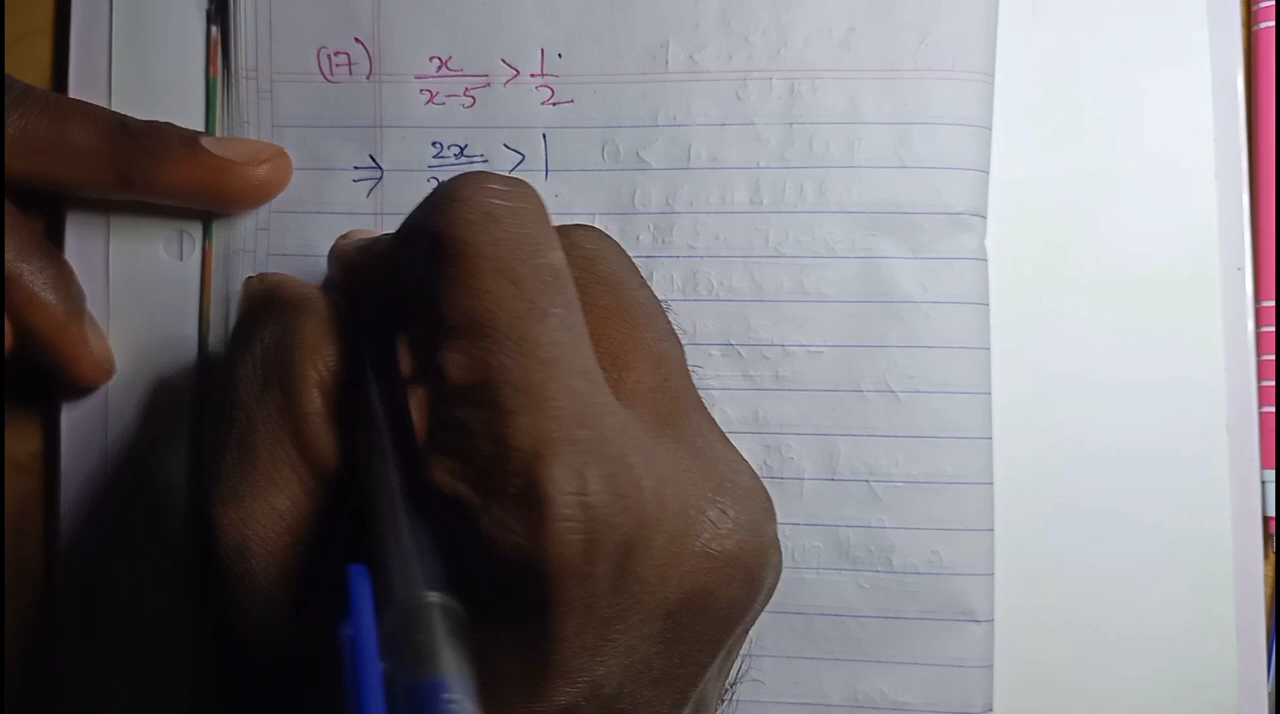 (17) x/(x-5) > 1/2
⇒ 2x/ > 1